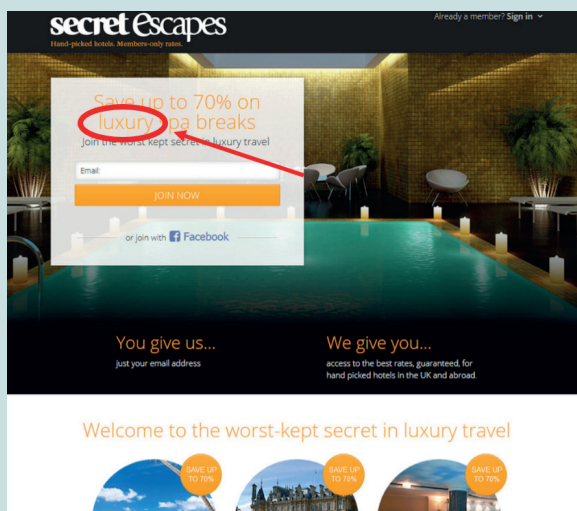 secret escapes
Already a member? Sign in
Hand-picked hotels. Members-only rates.
Save up to 70% on
luxury spa breaks
Join the worst kept secret in luxury travel
Email:
JOIN NOW
or join with f Facebook
You give us...
Just your email address
We give you...
access to the best rates, guaranteed, for
hand picked hotels in the UK and abroad.
Welcome to the worst-kept secret in luxury travel
SAVE UP
TO 70%
SAVE UP
TO 70%
SAVE UP
TO 70%